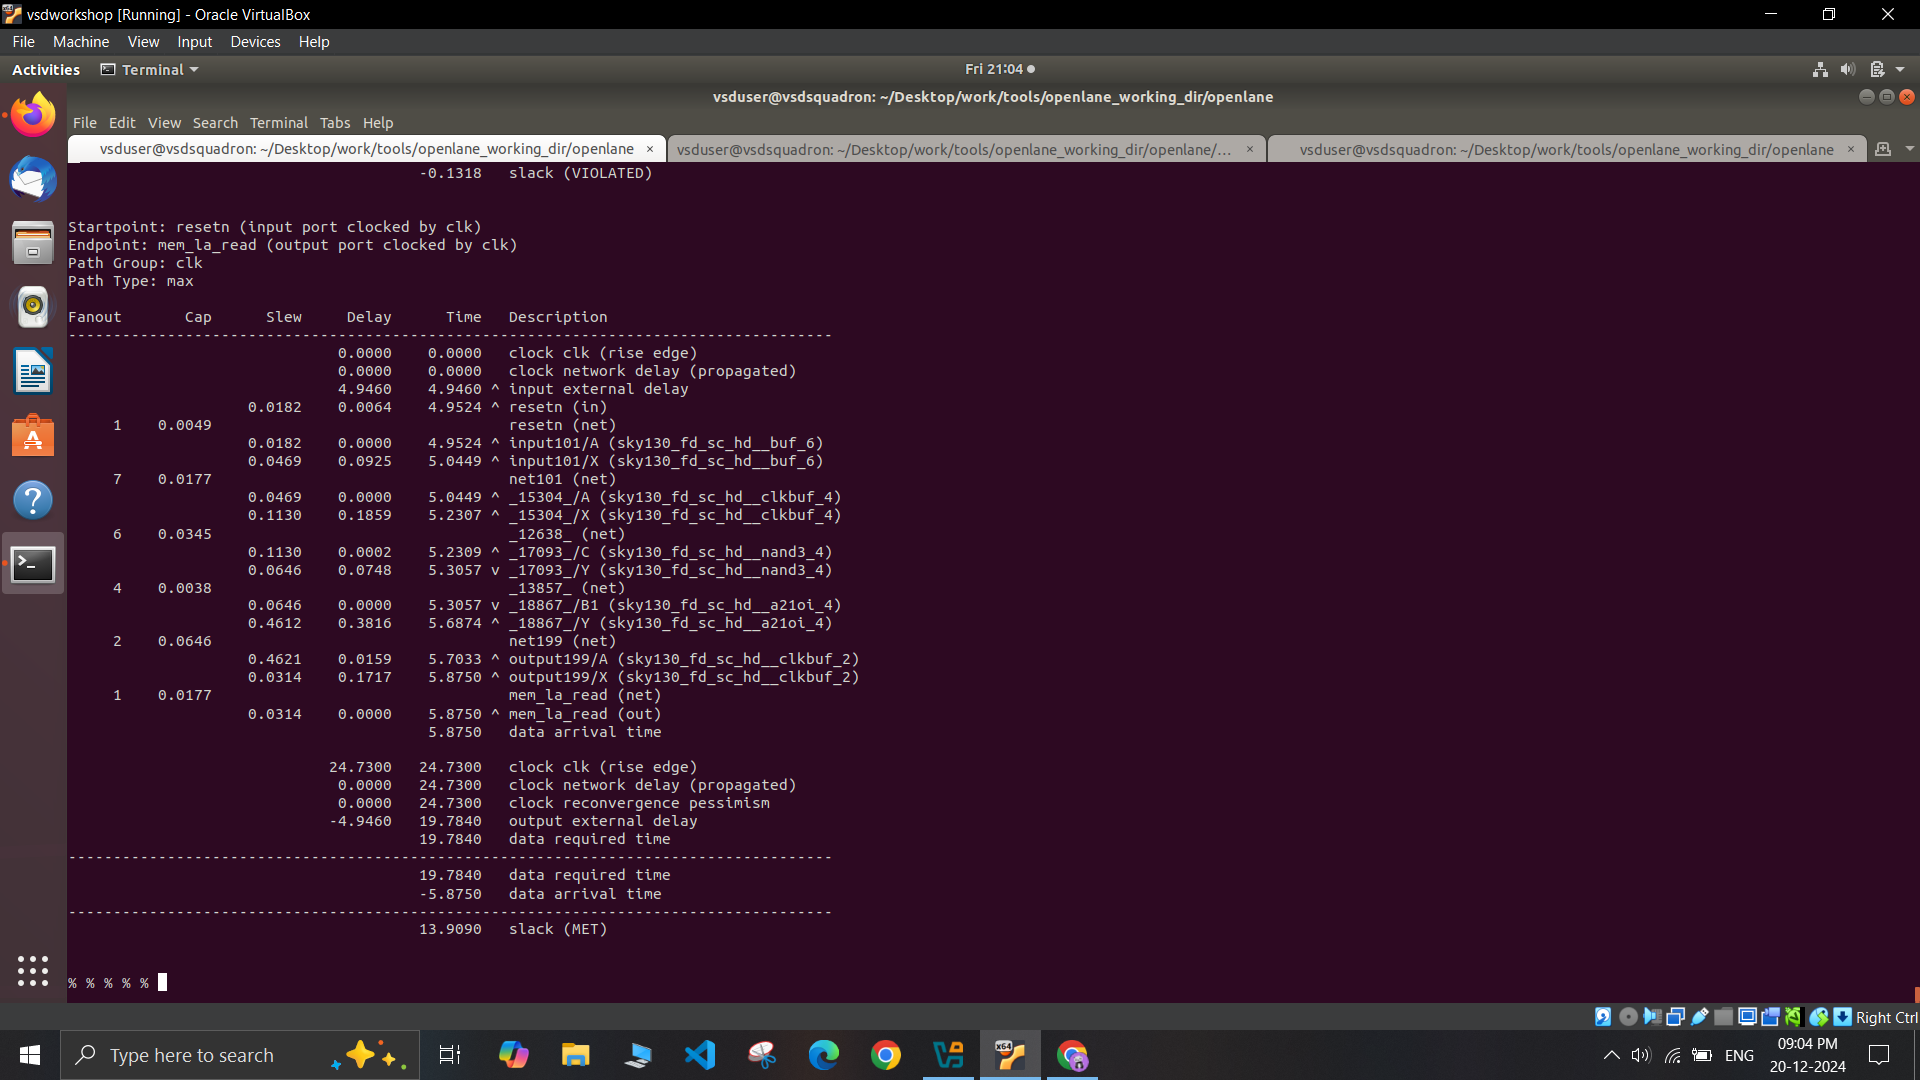 vsdworkshop [Running] - Oracle VirtualBox
File Machine View Input Devices Help
Activities Terminal Fri 21:04
vsduser@vsdsquadron: ~/Desktop/work/tools/openlane_working_dir/openlane
File Edit View Search Terminal Tabs Help
vsduser@vsdsquadron: ~/Desktop/work/tools/openlane_working_dir/openlane × vsduser@vsdsquadron: ~/Desktop/work/tools/openlane_working_dir/openlane/... × vsduser@vsdsquadron: ~/Desktop/work/tools/openlane_working_dir/openlane ×
-0.1318 slack (VIOLATED)
Startpoint: resetn (input port clocked by clk)
Endpoint: mem_la_read (output port clocked by clk)
Path Group: clk
Path Type: max
Fanout Cap Slew Delay Time Description
-------------------------------------------------------------------------------------
0.0000 0.0000 clock clk (rise edge)
0.0000 0.0000 clock network delay (propagated)
4.9460 4.9460 ^ input external delay
0.0182 0.0064 4.9524 ^ resetn (in)
1 0.0049 resetn (net)
0.0182 0.0000 4.9524 ^ input101/A (sky130_fd_sc_hd__buf_6)
0.0469 0.0925 5.0449 ^ input101/X (sky130_fd_sc_hd__buf_6)
7 0.0177 net101 (net)
0.0469 0.0000 5.0449 ^ _15304_/A (sky130_fd_sc_hd__clkbuf_4)
0.1130 0.1859 5.2307 ^ _15304_/X (sky130_fd_sc_hd__clkbuf_4)
6 0.0345 _12638_ (net)
0.1130 0.0002 5.2309 ^ _17093_/C (sky130_fd_sc_hd__nand3_4)
0.0646 0.0748 5.3057 v _17093_/Y (sky130_fd_sc_hd__nand3_4)
4 0.0038 _13857_ (net)
0.0646 0.0000 5.3057 v _18867_/B1 (sky130_fd_sc_hd__a21oi_4)
0.4612 0.3816 5.6874 ^ _18867_/Y (sky130_fd_sc_hd__a21oi_4)
2 0.0646 net199 (net)
0.4621 0.0159 5.7033 ^ output199/A (sky130_fd_sc_hd__clkbuf_2)
0.0314 0.1717 5.8750 ^ output199/X (sky130_fd_sc_hd__clkbuf_2)
1 0.0177 mem_la_read (net)
0.0314 0.0000 5.8750 ^ mem_la_read (out)
5.8750 data arrival time
24.7300 24.7300 clock clk (rise edge)
0.0000 24.7300 clock network delay (propagated)
0.0000 24.7300 clock reconvergence pessimism
-4.9460 19.7840 output external delay
19.7840 data required time
-------------------------------------------------------------------------------------
19.7840 data required time
-5.8750 data arrival time
-------------------------------------------------------------------------------------
13.9090 slack (MET)
% % % % %
Right Ctrl
Type here to search
ENG
09:04 PM
20-12-2024